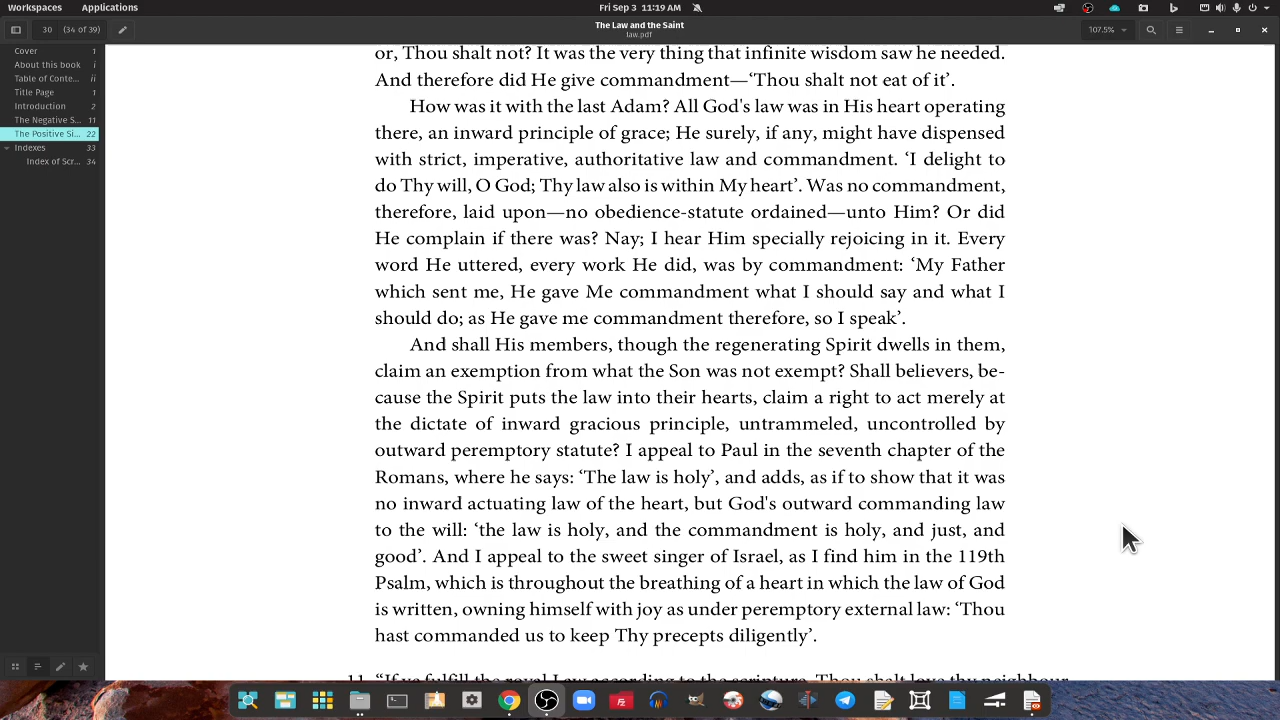 Workspaces Applications Fri Sep 3 11:19 AM
30 (34 of 39) The Law and the Saint 107.5%
law.pdf
Cover 1
About this book i
Table of Conte... ii
Title Page 1
Introduction 2
The Negative S... 11
The Positive Si... 22
Indexes 33
Index of Scr... 34
or, Thou shalt not? It was the very thing that infinite wisdom saw he needed.
And therefore did He give commandment—‘Thou shalt not eat of it’.
How was it with the last Adam? All God's law was in His heart operating
there, an inward principle of grace; He surely, if any, might have dispensed
with strict, imperative, authoritative law and commandment. ‘I delight to
do Thy will, O God; Thy law also is within My heart’. Was no commandment,
therefore, laid upon—no obedience-statute ordained—unto Him? Or did
He complain if there was? Nay; I hear Him specially rejoicing in it. Every
word He uttered, every work He did, was by commandment: ‘My Father
which sent me, He gave Me commandment what I should say and what I
should do; as He gave me commandment therefore, so I speak’.
And shall His members, though the regenerating Spirit dwells in them,
claim an exemption from what the Son was not exempt? Shall believers, be-
cause the Spirit puts the law into their hearts, claim a right to act merely at
the dictate of inward gracious principle, untrammeled, uncontrolled by
outward peremptory statute? I appeal to Paul in the seventh chapter of the
Romans, where he says: ‘The law is holy’, and adds, as if to show that it was
no inward actuating law of the heart, but God's outward commanding law
to the will: ‘the law is holy, and the commandment is holy, and just, and
good’. And I appeal to the sweet singer of Israel, as I find him in the 119th
Psalm, which is throughout the breathing of a heart in which the law of God
is written, owning himself with joy as under peremptory external law: ‘Thou
hast commanded us to keep Thy precepts diligently’.
11 “If ye fulfill the royal Law according to the scripture, Thou shalt love thy neighbour